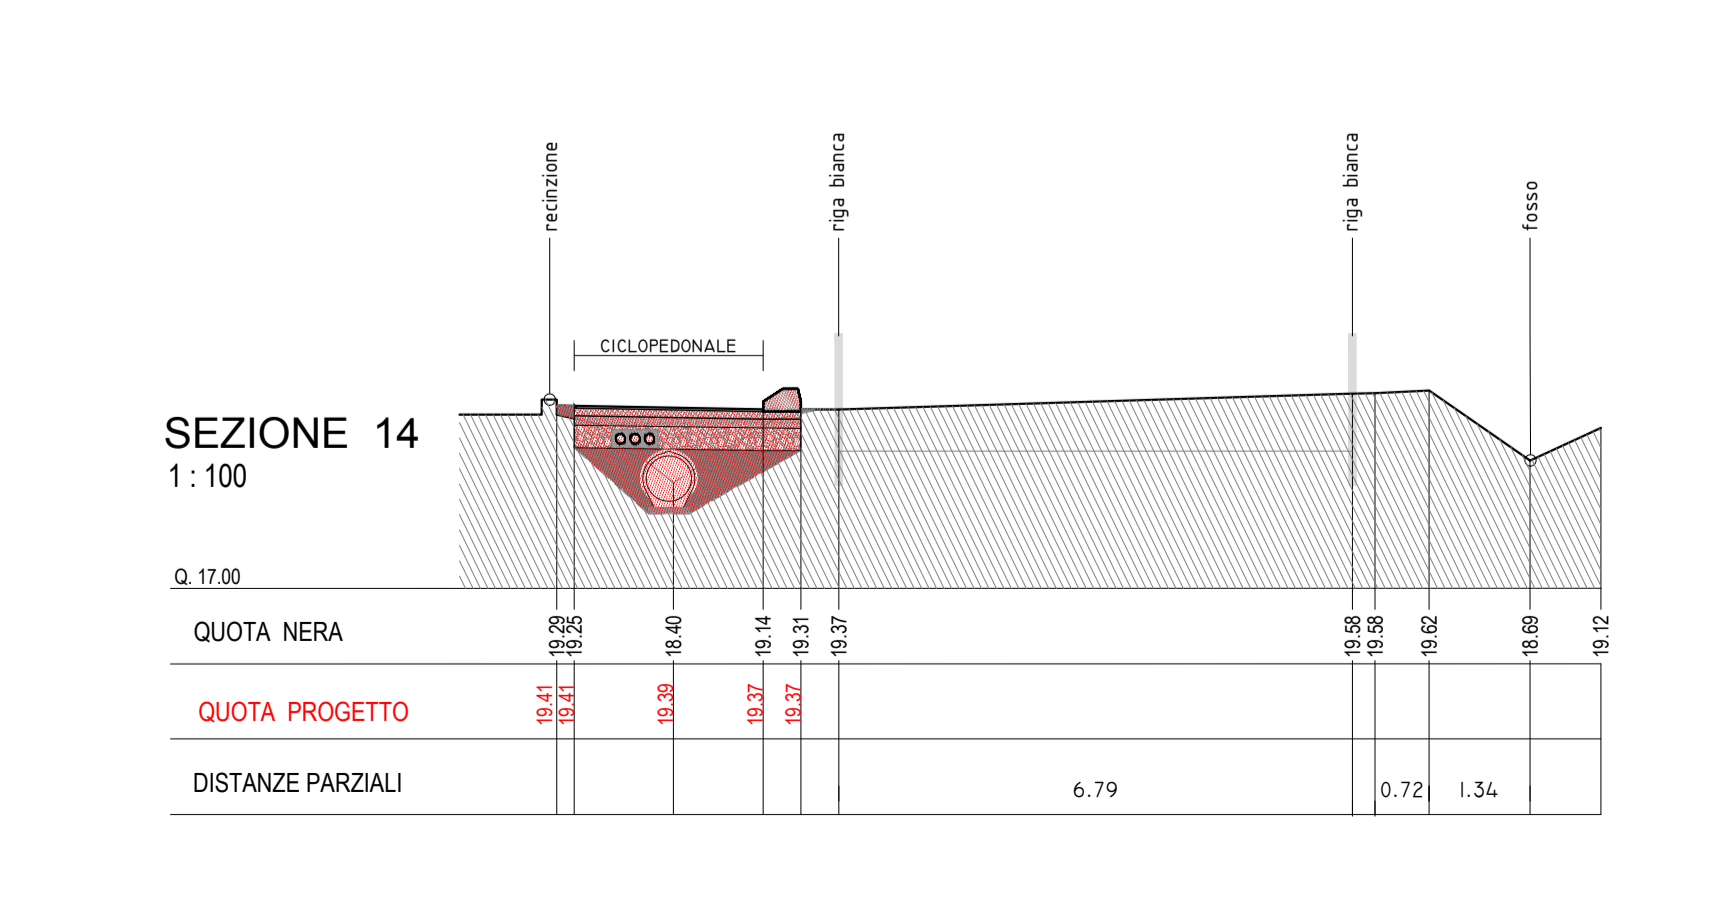 recinzione
riga bianca
riga bianca
fosso
CICLOPEDONALE
SEZIONE 14
1 : 100
Q. 17.00
QUOTA NERA
19.29
19.25
18.40
19.14
19.31
19.37
19.58
19.58
19.62
18.69
19.12
QUOTA PROGETTO
19.41
19.41
19.39
19.37
19.37
DISTANZE PARZIALI
6.79
0.72
1.34